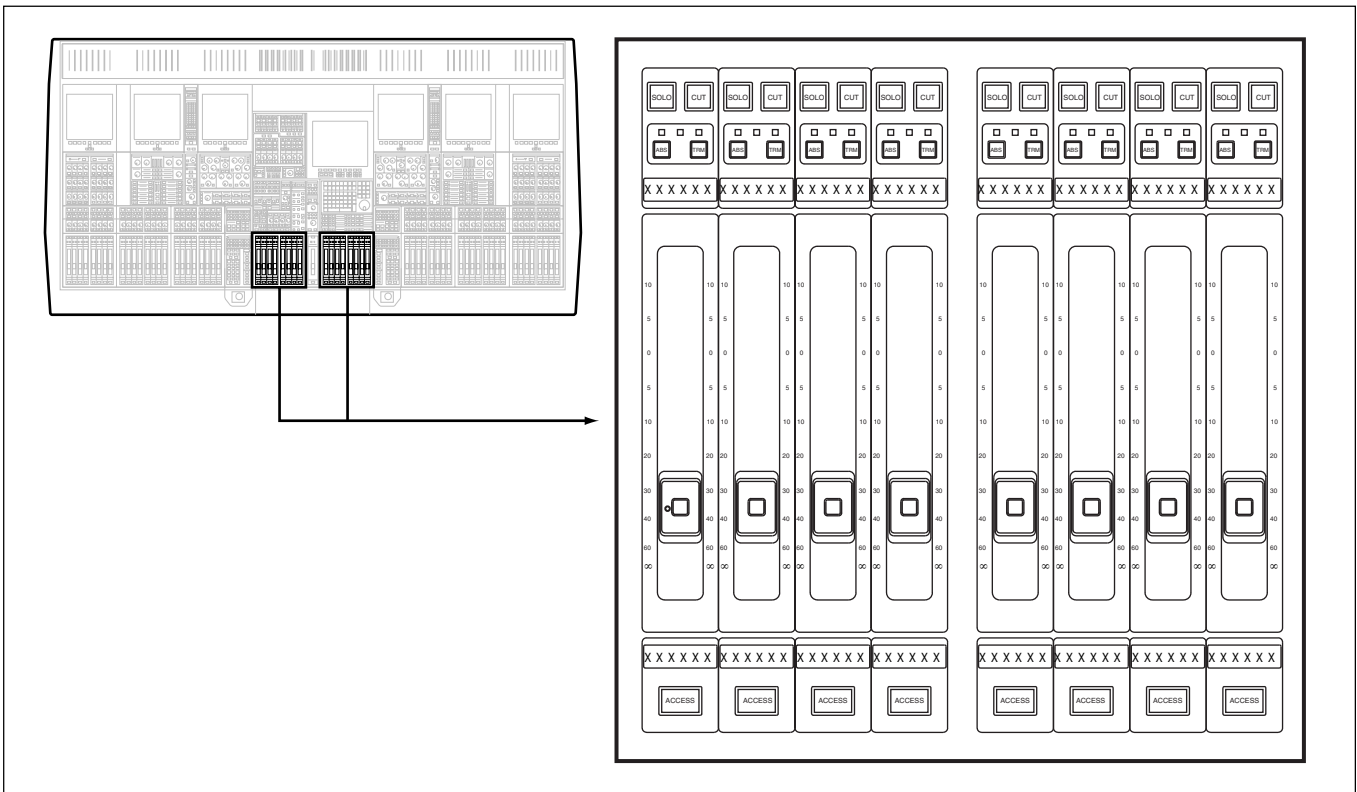 SOLO CUT SOLO CUT SOLO CUT SOLO CUT SOLO CUT SOLO CUT SOLO CUT SOLO CUT
ABS TRM ABS TRM ABS TRM ABS TRM ABS TRM ABS TRM ABS TRM ABS TRM
XXXXXX XXXXXX XXXXXX XXXXXX XXXXXX XXXXXX XXXXXX XXXXXX
10 10 10 10 10 10 10 10 10 10 10 10 10 10 10 10
5 5 5 5 5 5 5 5 5 5 5 5 5 5 5 5
0 0 0 0 0 0 0 0 0 0 0 0 0 0 0 0
5 5 5 5 5 5 5 5 5 5 5 5 5 5 5 5
10 10 10 10 10 10 10 10 10 10 10 10 10 10 10 10
20 20 20 20 20 20 20 20 20 20 20 20 20 20 20 20
30 30 30 30 30 30 30 30 30 30 30 30 30 30 30 30
40 40 40 40 40 40 40 40 40 40 40 40 40 40 40 40
60 60 60 60 60 60 60 60 60 60 60 60 60 60 60 60
∞ ∞ ∞ ∞ ∞ ∞ ∞ ∞ ∞ ∞ ∞ ∞ ∞ ∞ ∞ ∞
XXXXXX XXXXXX XXXXXX XXXXXX XXXXXX XXXXXX XXXXXX XXXXXX
ACCESS ACCESS ACCESS ACCESS ACCESS ACCESS ACCESS ACCESS